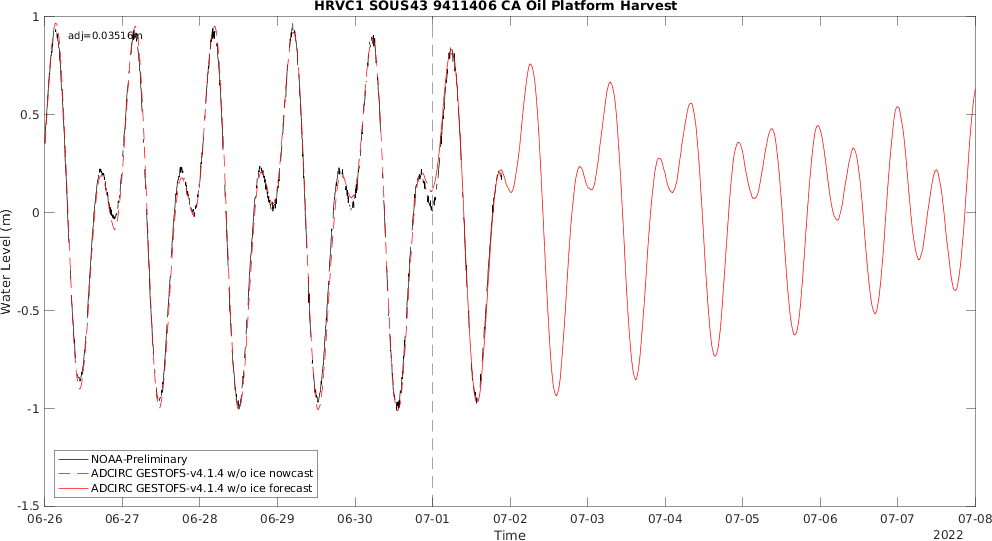 HRVC1 SOUS43 9411406 CA Oil Platform Harvest
adj=0.03516m
1
0.5
0
-0.5
-1
-1.5
Water Level (m)
NOAA-Preliminary
ADCIRC GESTOFS-v4.1.4 w/o ice nowcast
ADCIRC GESTOFS-v4.1.4 w/o ice forecast
06-26 06-27 06-28 06-29 06-30 07-01 07-02 07-03 07-04 07-05 07-06 07-07 07-08
Time
2022